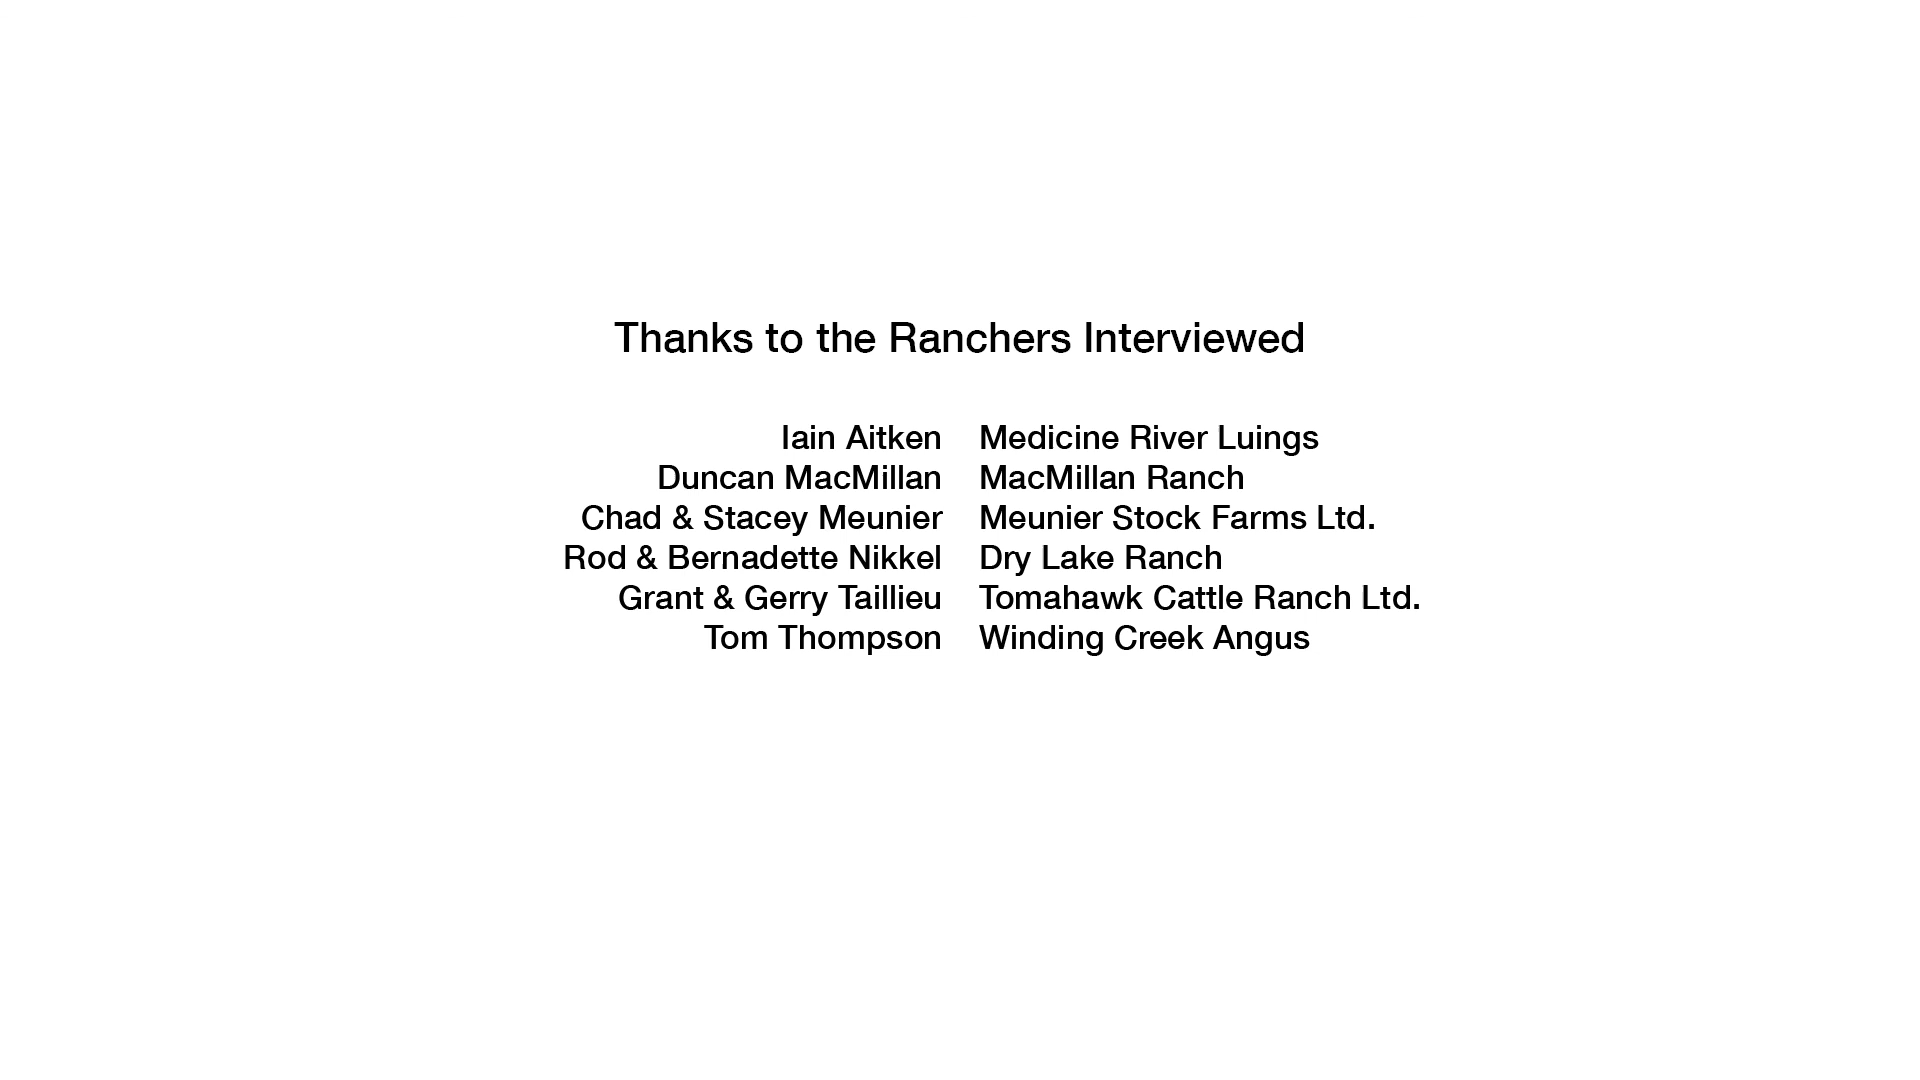 Thanks to the Ranchers Interviewed
Iain Aitken Medicine River Luings
Duncan MacMillan MacMillan Ranch
Chad & Stacey Meunier Meunier Stock Farms Ltd.
Rod & Bernadette Nikkel Dry Lake Ranch
Grant & Gerry Taillieu Tomahawk Cattle Ranch Ltd.
Tom Thompson Winding Creek Angus